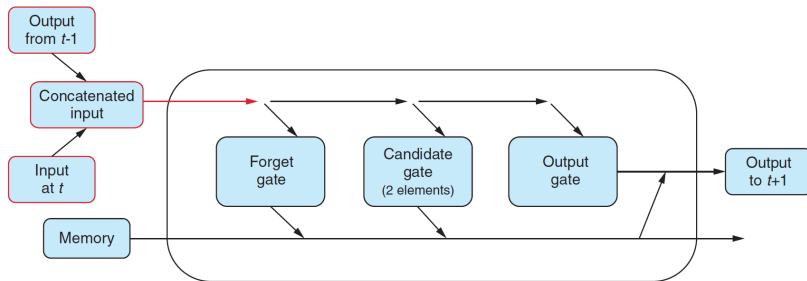 Output
from t-1
Concatenated
input
Input
at t
Forget
gate
Candidate
gate
(2 elements)
Output
gate
Output
to t+1
Memory